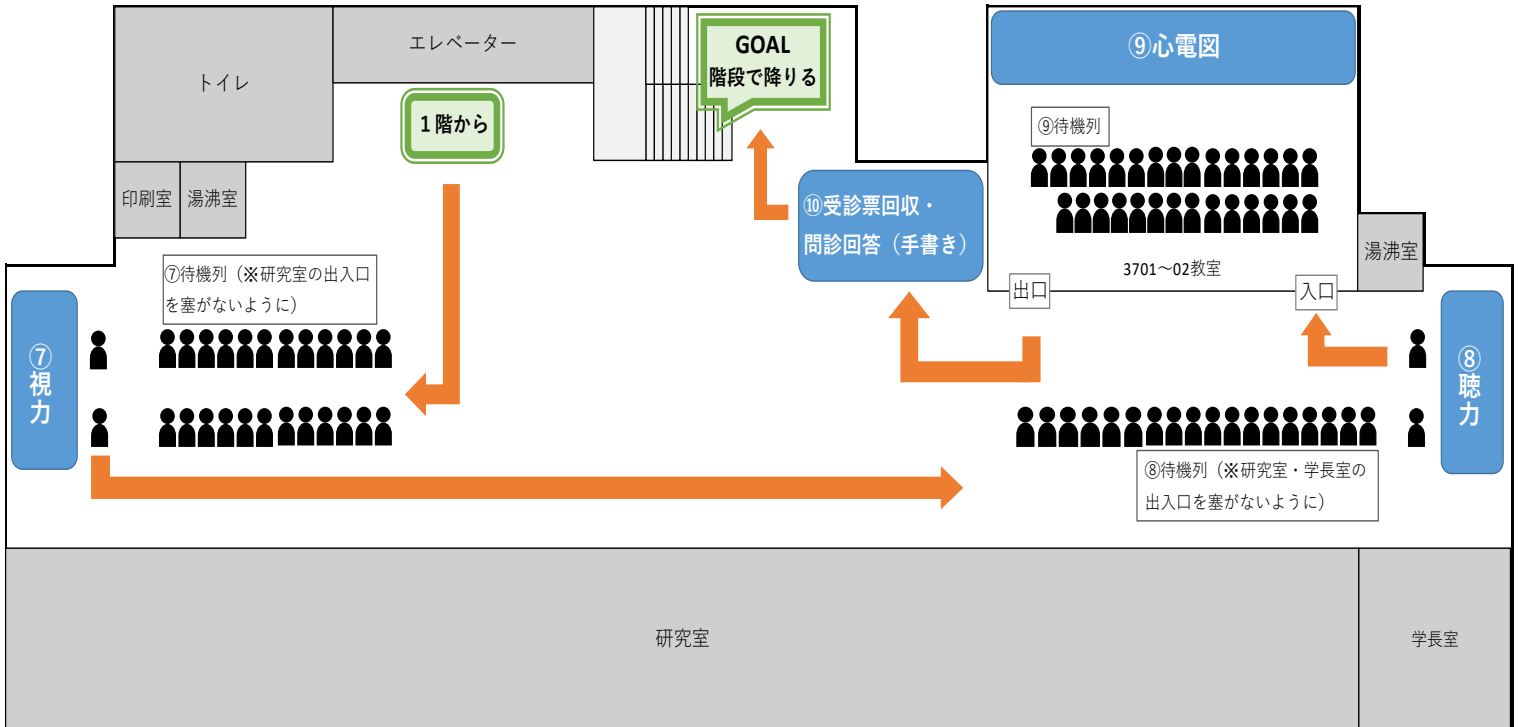 トイレ
エレベーター
GOAL
階段で降りる
⑨心電図
1階から
⑨待機列
印刷室
湯沸室
⑩受診票回収・
問診回答（手書き）
3701～02教室
湯沸室
出口
入口
⑦待機列（※研究室の出入口
を塞がないように）
⑦視力
⑧聴力
⑧待機列（※研究室・学長室の
出入口を塞がないように）
研究室
学長室